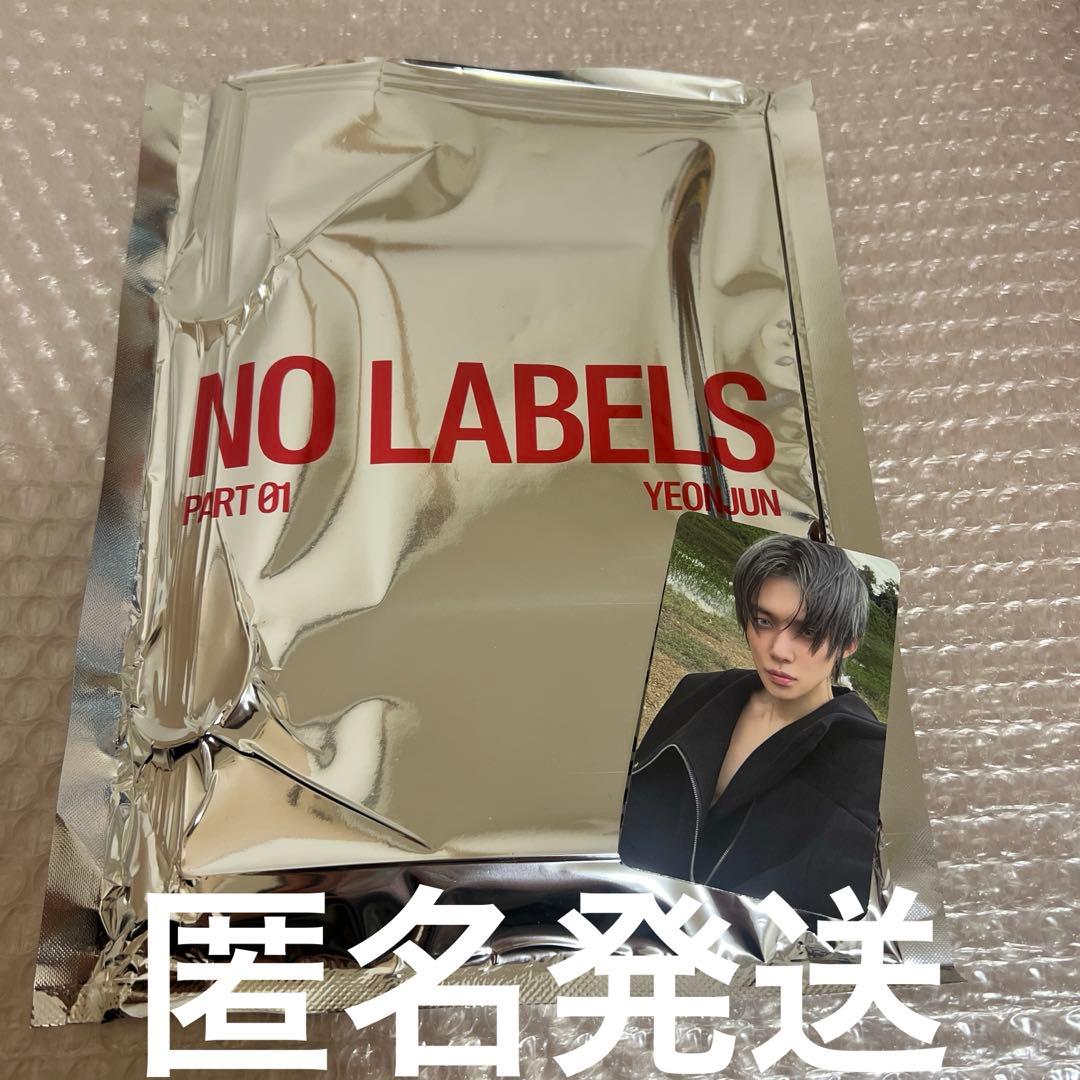 NO LABELS
PART 01 YEONJUN
匿名発送